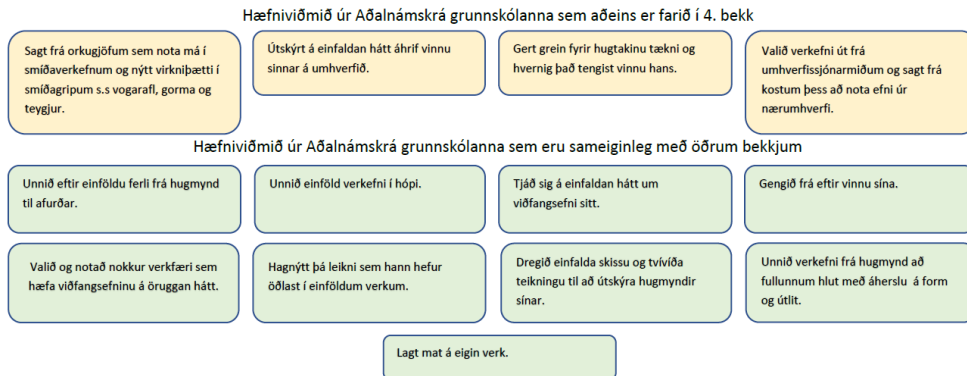 Hæfniviðmið úr Aðalnámskrá grunnskólanna sem aðeins er farið í 4. bekk
Sagt frá orkugjöfum sem nota má í
smíðaverkefnum og nýtt virkniþætti í
smíðagripum s.s vogarafl, gorma og
teygjur.
Útskýrt á einfaldan hátt áhrif vinnu
sinnar á umhverfið.
Gert grein fyrir hugtakinu tækni og
hvernig það tengist vinnu hans.
Valið verkefni út frá
umhverfissjónarmiðum og sagt frá
kostum þess að nota efni úr
nærumhverfi.
Hæfniviðmið úr Aðalnámskrá grunnskólanna sem eru sameiginleg með öðrum bekkjum
Unnið eftir einföldu ferli frá hugmynd
til afurðar.
Unnið einföld verkefni í hópi.
Tjáð sig á einfaldan hátt um
viðfangsefni sitt.
Gengið frá eftir vinnu sína.
Valið og notað nokkur verkfæri sem
hæfa viðfangsefninu á öruggan hátt.
Hagnýtt þá leikni sem hann hefur
öðlast í einföldum verkum.
Dregið einfalda skissu og tvívíða
teikningu til að útskýra hugmyndir
sínar.
Unnið verkefni frá hugmynd að
fullunnum hlut með áherslu á form
og útlit.
Lagt mat á eigin verk.